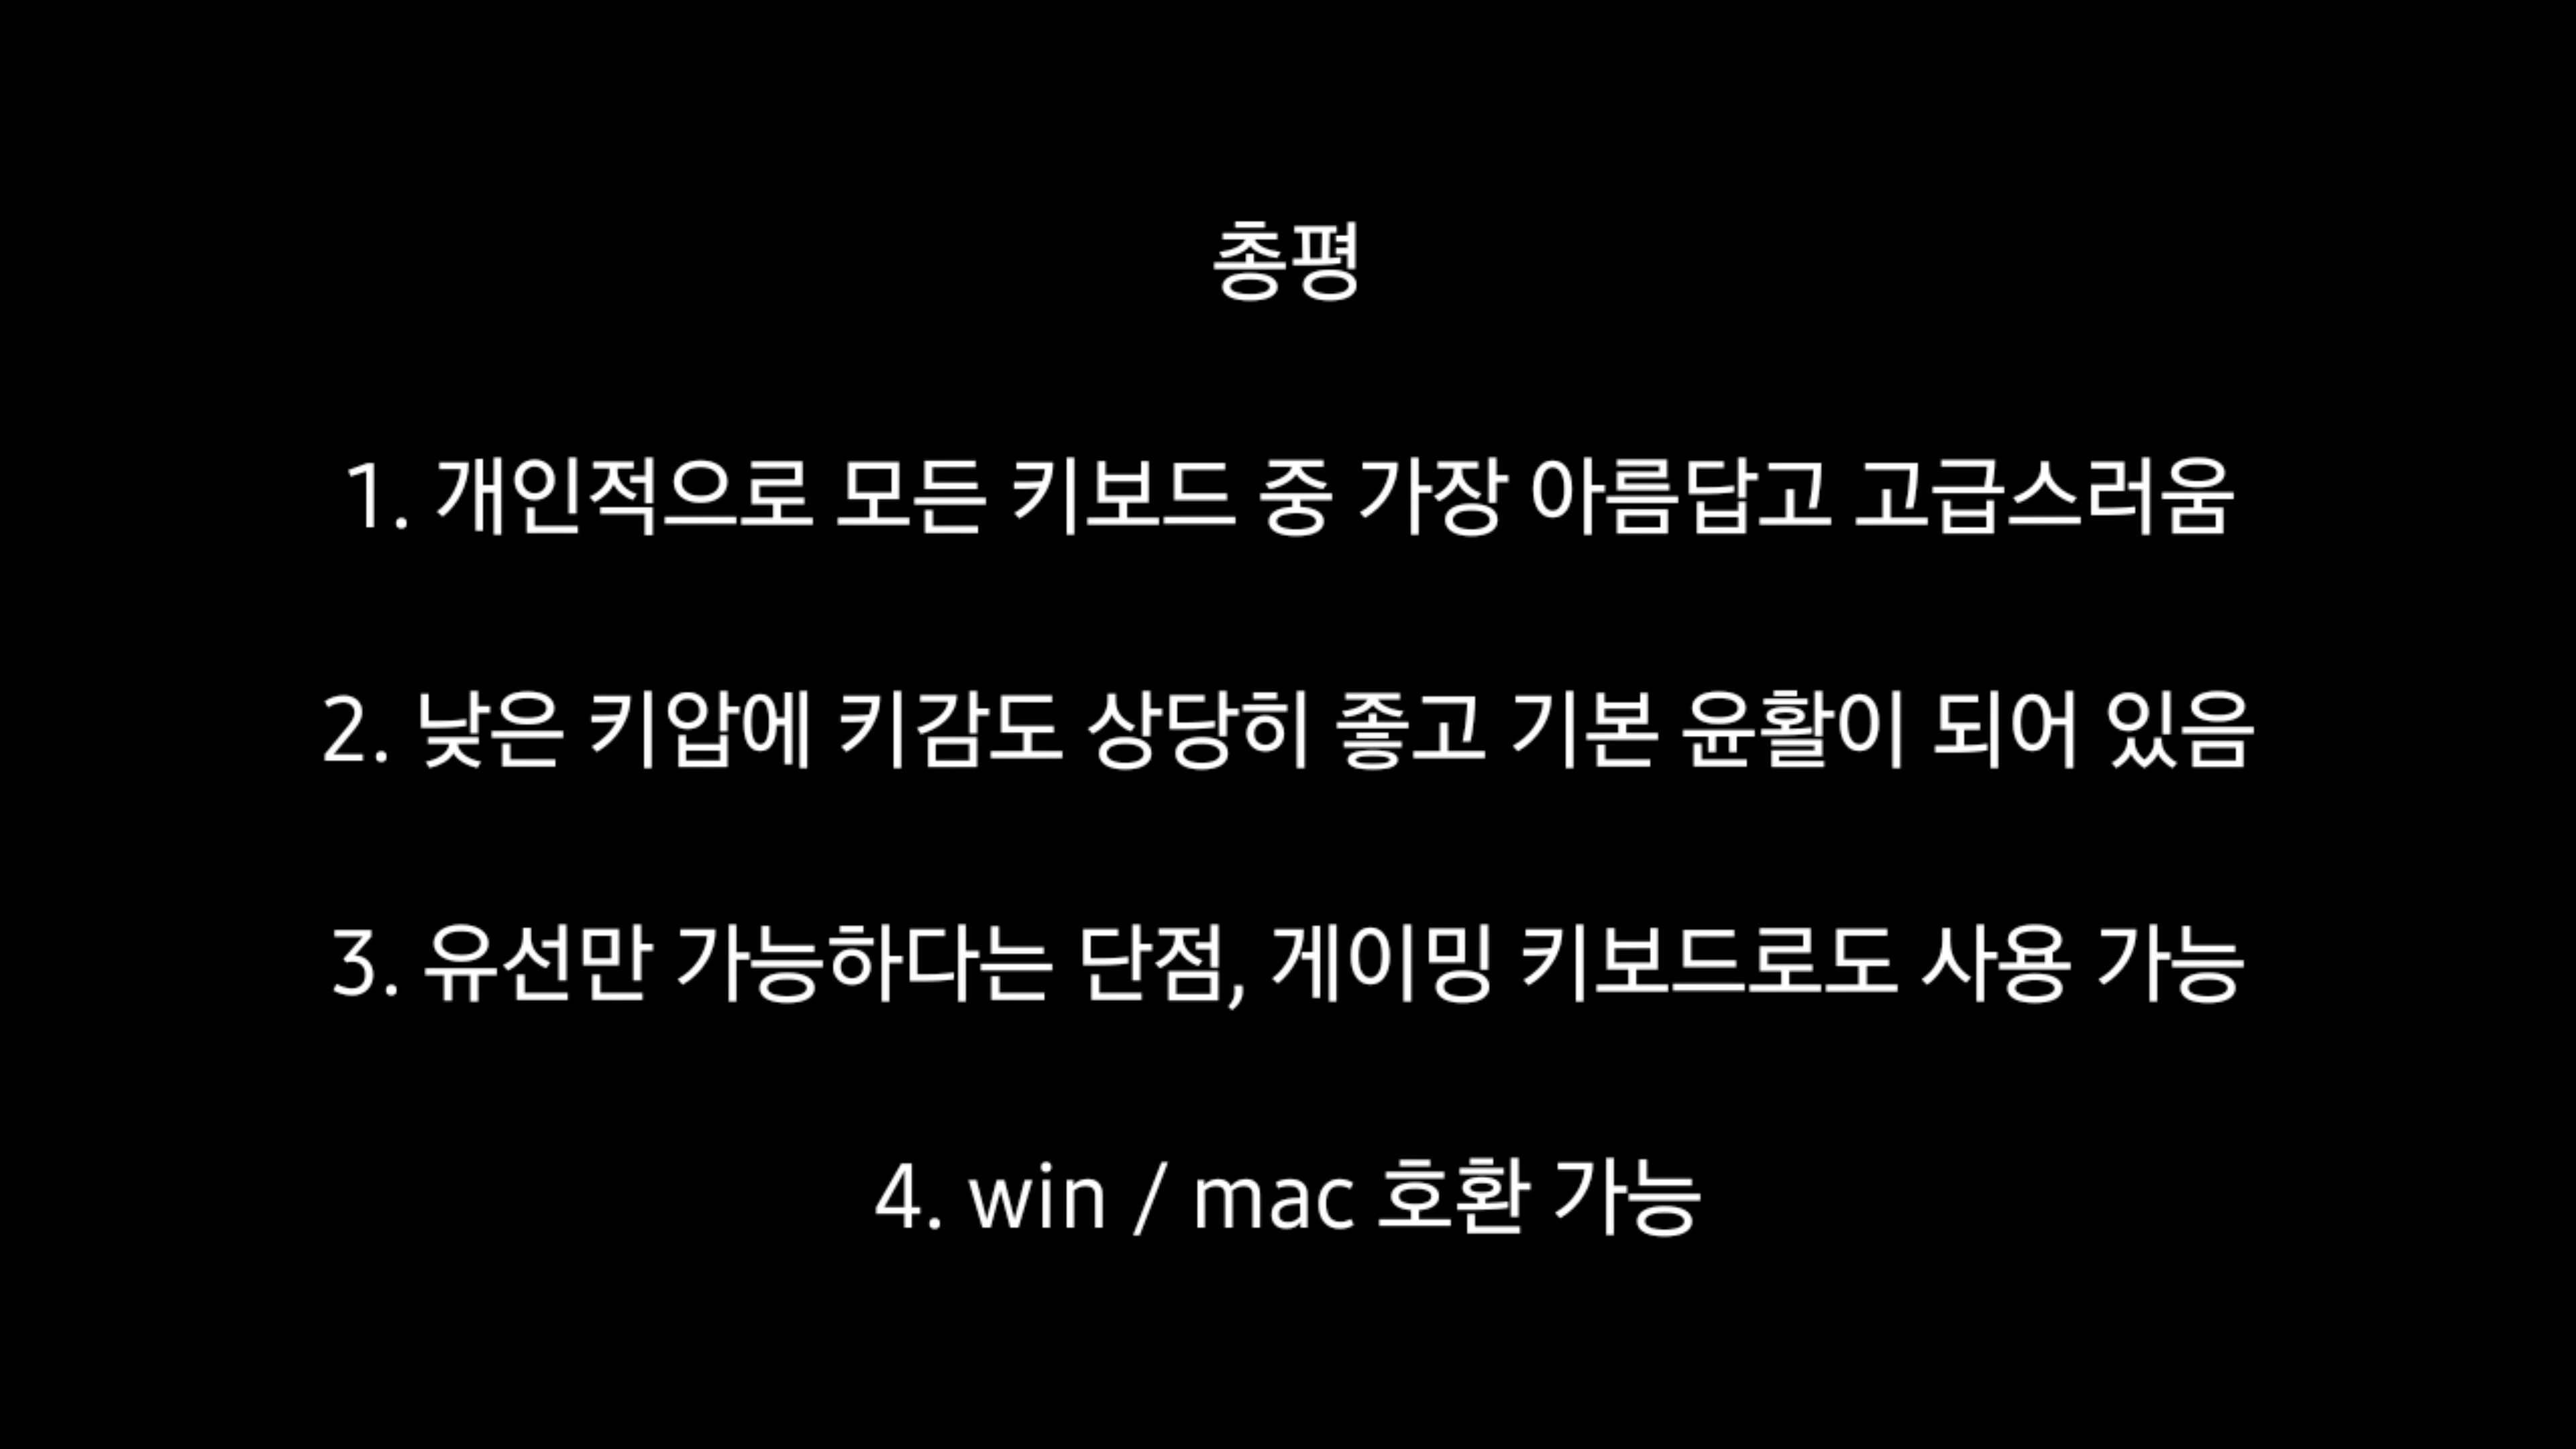 총평
1. 개인적으로 모든 키보드 중 가장 아름답고 고급스러움
2. 낮은 키압에 키감도 상당히 좋고 기본 윤활이 되어 있음
3. 유선만 가능하다는 단점, 게이밍 키보드로도 사용 가능
4. win / mac 호환 가능